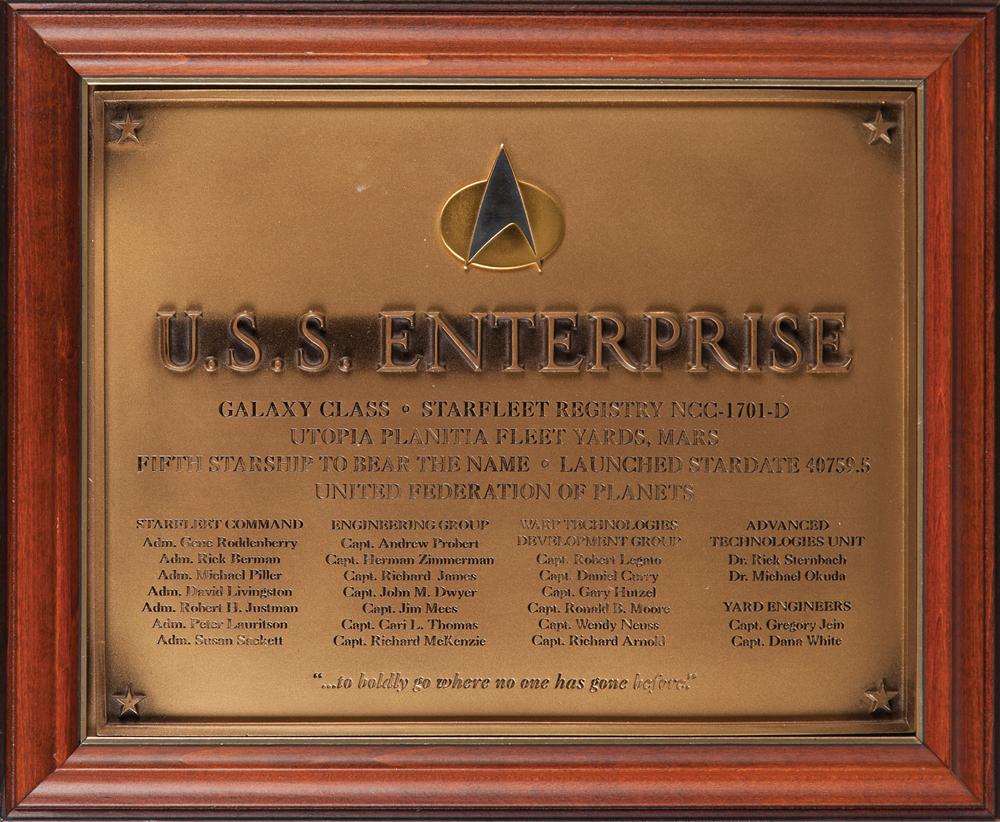 U.S.S. ENTERPRISE
GALAXY CLASS ∘ STARFLEET REGISTRY NCC-1701-D
UTOPIA PLANITIA FLEET YARDS, MARS
FIFTH STARSHIP TO BEAR THE NAME ∘ LAUNCHED STARDATE 40759.5
UNITED FEDERATION OF PLANETS
STARFLEET COMMAND
Adm. Gene Roddenberry
Adm. Rick Berman
Adm. Michael Piller
Adm. David Livingston
Adm. Robert H. Justman
Adm. Peter Lauritson
Adm. Susan Sackett
ENGINEERING GROUP
Capt. Andrew Probert
Capt. Herman Zimmerman
Capt. Richard James
Capt. John M. Dwyer
Capt. Jim Mees
Capt. Cari L. Thomas
Capt. Richard McKenzie
WARP TECHNOLOGIES
DEVELOPMENT GROUP
Capt. Robert Legato
Capt. Daniel Curry
Capt. Gary Hutzel
Capt. Ronald B. Moore
Capt. Wendy Neuss
Capt. Richard Arnold
ADVANCED
TECHNOLOGIES UNIT
Dr. Rick Sternbach
Dr. Michael Okuda
YARD ENGINEERS
Capt. Gregory Jein
Capt. Dana White
“...to boldly go where no one has gone before.”